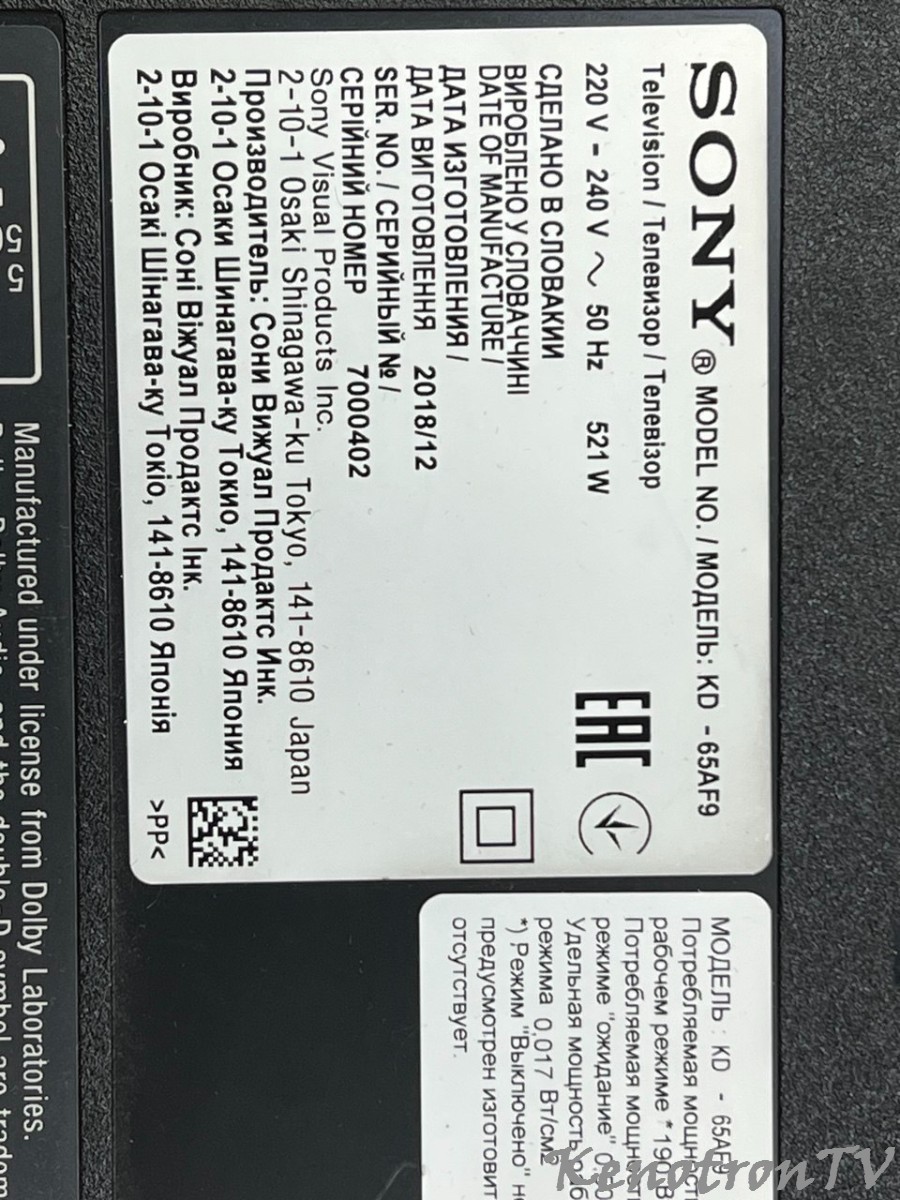 SONY® MODEL NO. / МОДЕЛЬ: KD - 65AF9
Television / Телевизор / Телевізор
220 V - 240 V ~ 50 Hz 521 W
EAC
СДЕЛАНО В СЛОВАКИИ
ВИРОБЛЕНО У СЛОВАЧЧИНІ
DATE OF MANUFACTURE /
ДАТА ИЗГОТОВЛЕНИЯ /
ДАТА ВИГОТОВЛЕННЯ 2018/12
SER. NO. / СЕРИЙНЫЙ № /
СЕРІЙНИЙ НОМЕР 7000402
Sony Visual Products Inc.
2-10-1 Osaki Shinagawa-ku Tokyo, 141-8610 Japan
Производитель: Сони Вижуал Продактс Инк.
2-10-1 Осаки Шинагава-ку Токио, 141-8610 Япония
Виробник: Соні Віжуал Продактс Інк.
2-10-1 Осакі Шінагава-ку Токіо, 141-8610 Японія
>PP<
МОДЕЛЬ : KD - 65AF9
Потребляемая мощность
рабочем режиме *190В
Потребляемая мощност
режиме "ожидание" 0,
Удельная мощность
режима 0,017 Вт/см2
*) Режим "Выключено" н
предусмотрен изготовит
отсутствует.
Manufactured under license from Dolby Laboratories.
KenotronTV